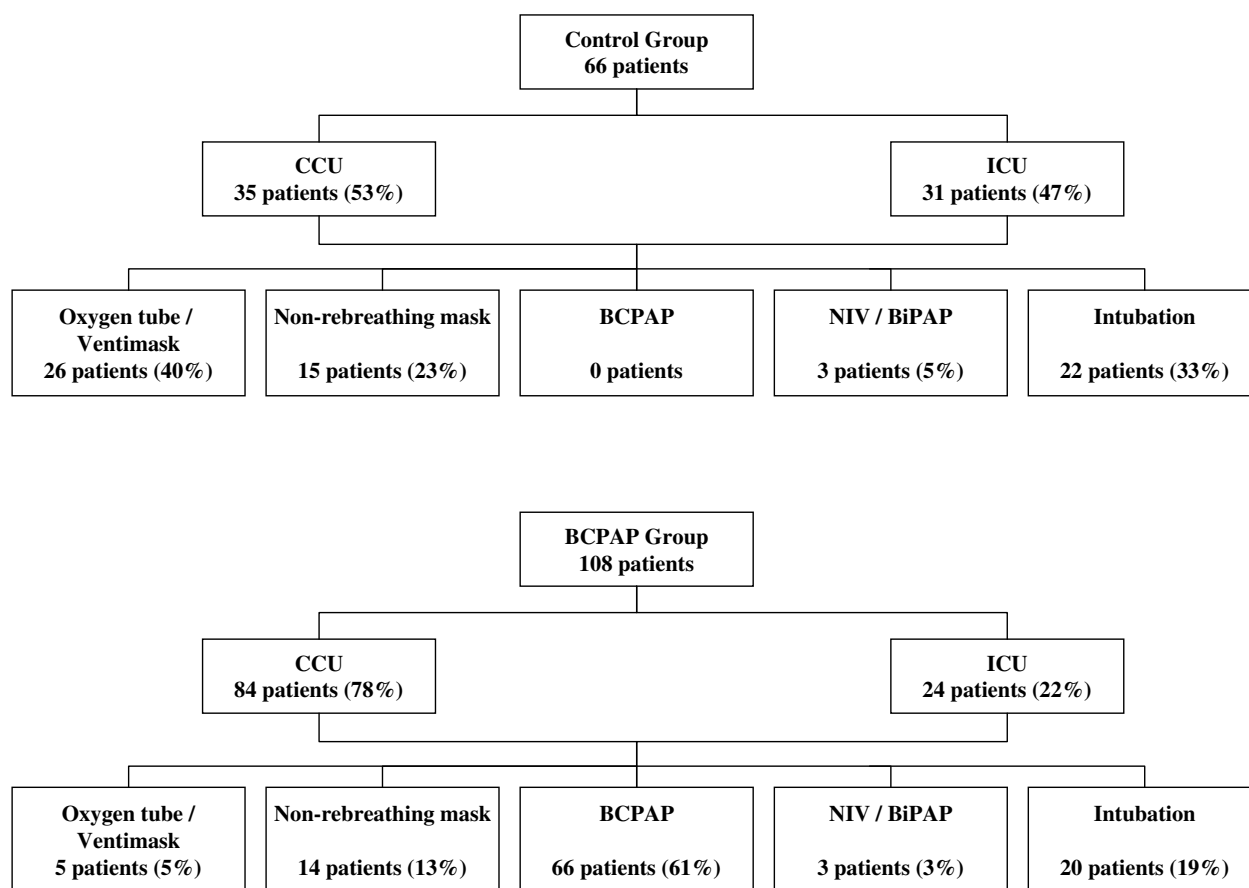 Control Group
66 patients
CCU
35 patients (53%)
ICU
31 patients (47%)
Oxygen tube /
Ventimask
26 patients (40%)
Non-rebreathing mask
15 patients (23%)
BCPAP
0 patients
NIV / BiPAP
3 patients (5%)
Intubation
22 patients (33%)
BCPAP Group
108 patients
CCU
84 patients (78%)
ICU
24 patients (22%)
Oxygen tube /
Ventimask
5 patients (5%)
Non-rebreathing mask
14 patients (13%)
BCPAP
66 patients (61%)
NIV / BiPAP
3 patients (3%)
Intubation
20 patients (19%)